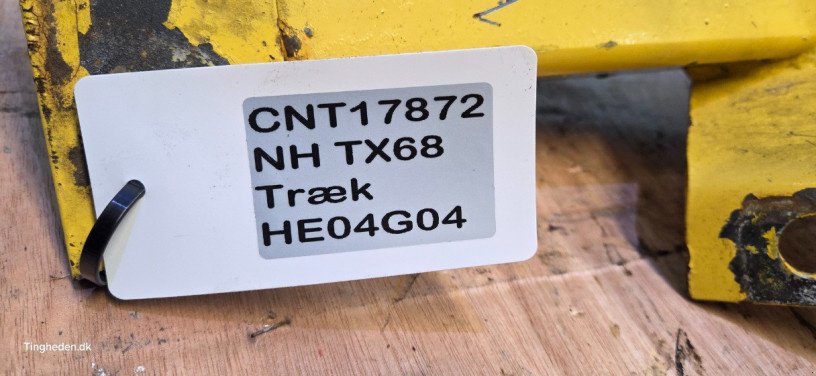 CNT17872
NH TX68
Træk
HE04G04
Tingheden.dk